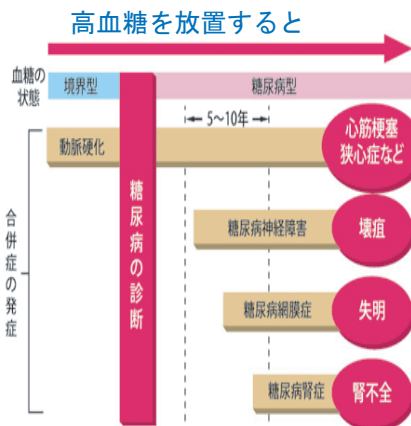 高血糖を放置すると
血糖の
状態
境界型
糖尿病型
5〜10年
動脈硬化
心筋梗塞
狭心症など
糖尿病の診断
合併症の発症
糖尿病神経障害
壊疽
糖尿病網膜症
失明
糖尿病腎症
腎不全